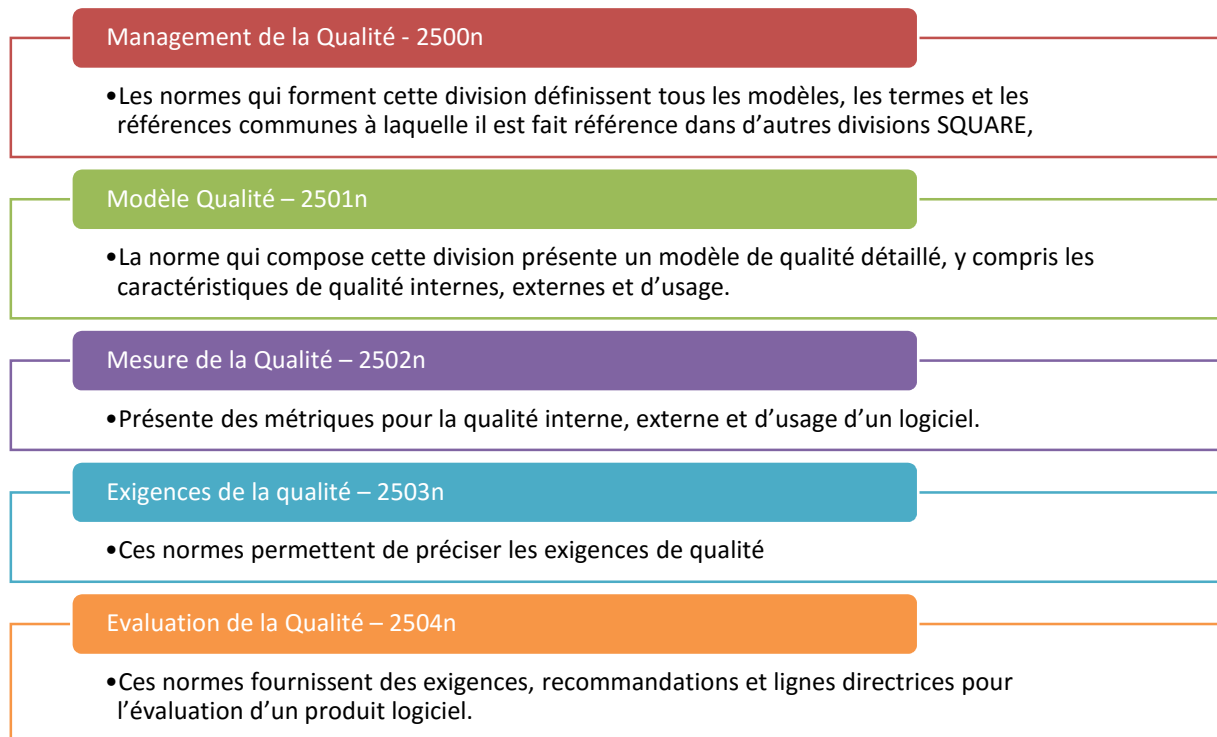 Management de la Qualité - 2500n
•Les normes qui forment cette division définissent tous les modèles, les termes et les
références communes à laquelle il est fait référence dans d’autres divisions SQUARE,
Modèle Qualité – 2501n
•La norme qui compose cette division présente un modèle de qualité détaillé, y compris les
caractéristiques de qualité internes, externes et d’usage.
Mesure de la Qualité – 2502n
•Présente des métriques pour la qualité interne, externe et d’usage d’un logiciel.
Exigences de la qualité – 2503n
•Ces normes permettent de préciser les exigences de qualité
Evaluation de la Qualité – 2504n
•Ces normes fournissent des exigences, recommandations et lignes directrices pour
l’évaluation d’un produit logiciel.